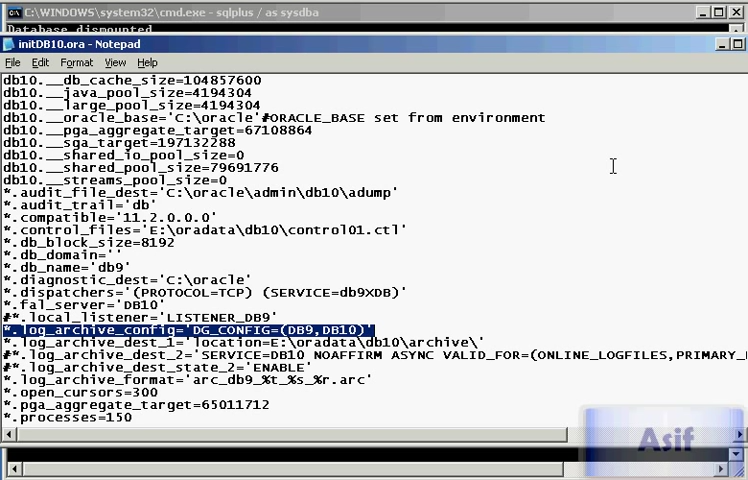 C:\WINDOWS\system32\cmd.exe - sqlplus / as sysdba
Database dismounted
initDB10.ora - Notepad
File Edit Format View Help
db10.__db_cache_size=104857600
db10.__java_pool_size=4194304
db10.__large_pool_size=4194304
db10.__oracle_base='C:\oracle'#ORACLE_BASE set from environment
db10.__pga_aggregate_target=67108864
db10.__sga_target=197132288
db10.__shared_io_pool_size=0
db10.__shared_pool_size=79691776
db10.__streams_pool_size=0
*.audit_file_dest='C:\oracle\admin\db10\adump'
*.audit_trail='db'
*.compatible='11.2.0.0.0'
*.control_files='E:\oradata\db10\control01.ctl'
*.db_block_size=8192
*.db_domain=''
*.db_name='db9'
*.diagnostic_dest='C:\oracle'
*.dispatchers='(PROTOCOL=TCP) (SERVICE=db9XDB)'
*.fal_server='DB10'
#*.local_listener='LISTENER_DB9'
*.log_archive_config='DG_CONFIG=(DB9,DB10)'
*.log_archive_dest_1='location=E:\oradata\db10\archive\'
#*.log_archive_dest_2='SERVICE=DB10 NOAFFIRM ASYNC VALID_FOR=(ONLINE_LOGFILES,PRIMARY_
#*.log_archive_dest_state_2='ENABLE'
*.log_archive_format='arc_db9_%t_%s_%r.arc'
*.open_cursors=300
*.pga_aggregate_target=65011712
*.processes=150
Asif